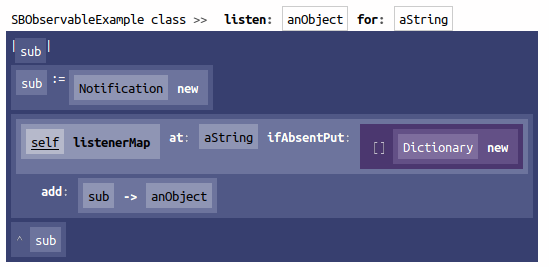 SBObservableExample class >> listen: anObject for: aString
| sub |
sub := Notification new
self listenerMap at: aString ifAbsentPut: [] Dictionary new
add: sub -> anObject
^ sub